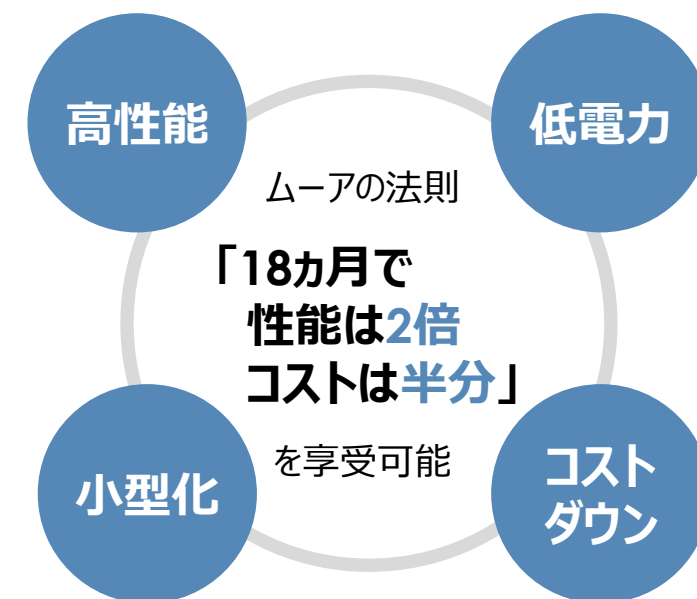 高性能
低電力
ムーアの法則
「18ヵ月で
性能は2倍
コストは半分」
を享受可能
小型化
コスト
ダウン